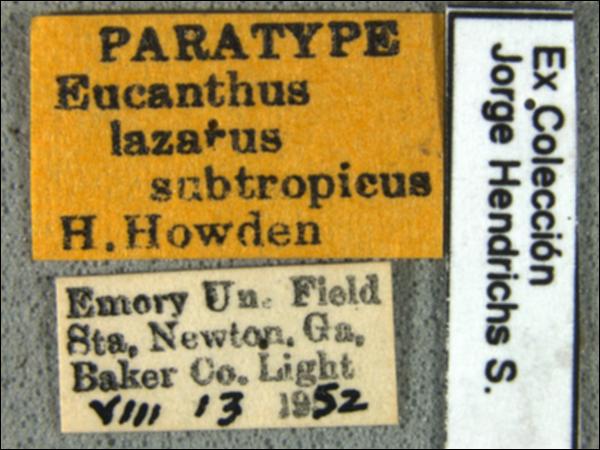 PARATYPE
Eucanthus
lazarus
subtropicus
H. Howden
Emory Un. Field
Sta. Newton. Ga.
Baker Co. Light
VIII 13 1952
Ex Colección
Jorge Hendrichs S.